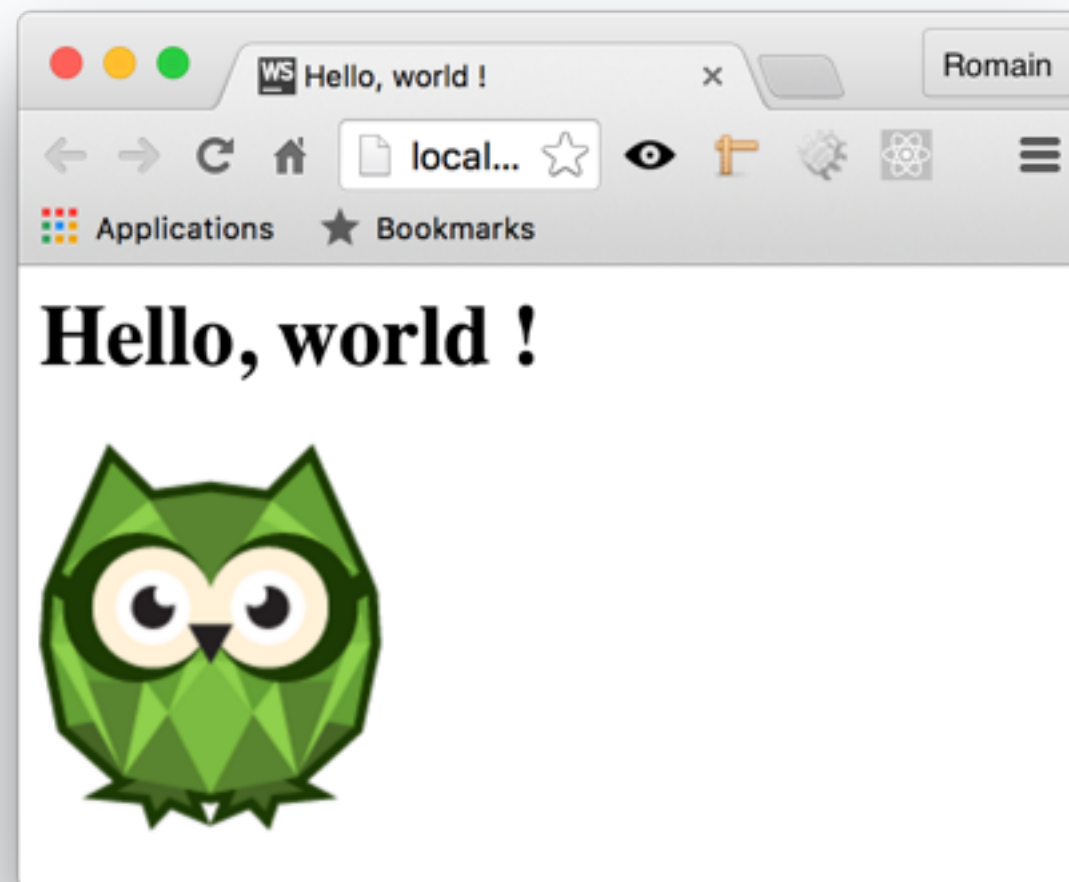 WS Hello, world !
Romain
local...
Applications Bookmarks
Hello, world !